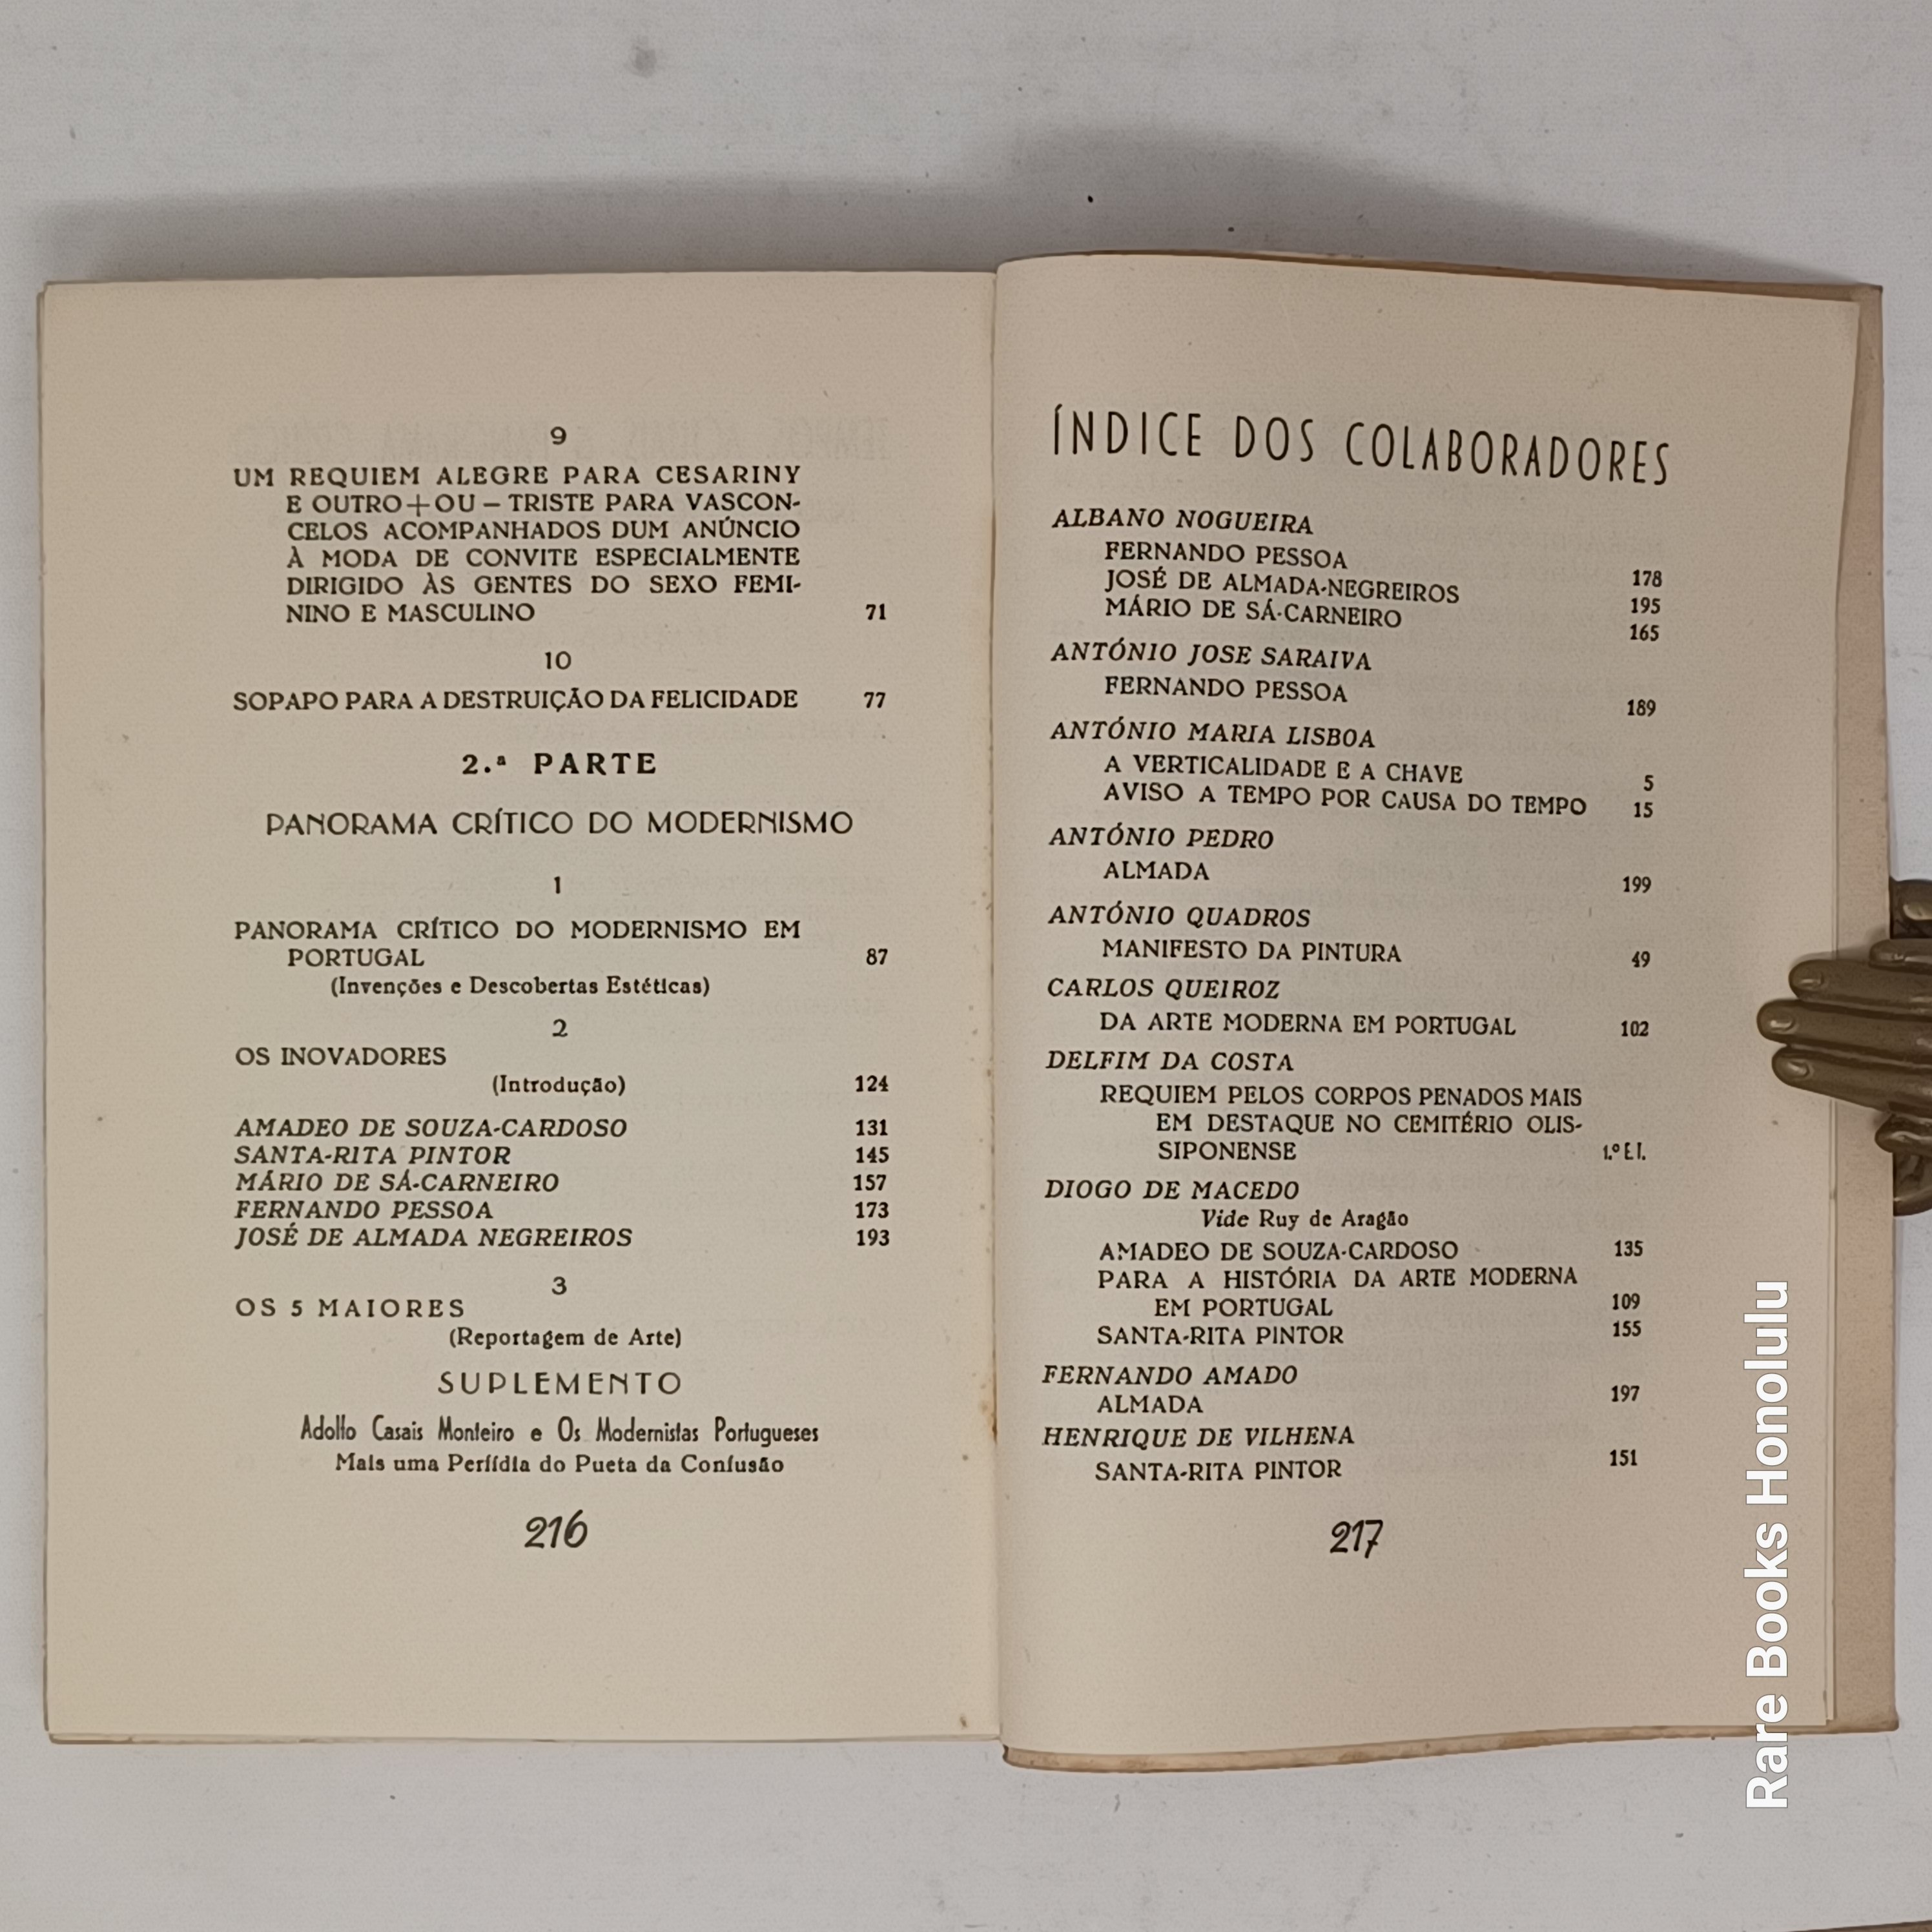 9
UM REQUIEM ALEGRE PARA CESARINY
E OUTRO+OU – TRISTE PARA VASCON-
CELOS ACOMPANHADOS DUM ANÚNCIO
À MODA DE CONVITE ESPECIALMENTE
DIRIGIDO ÀS GENTES DO SEXO FEMI-
NINO E MASCULINO 71
10
SOPAPO PARA A DESTRUIÇÃO DA FELICIDADE 77
2.ª PARTE
PANORAMA CRÍTICO DO MODERNISMO
1
PANORAMA CRÍTICO DO MODERNISMO EM
PORTUGAL 87
(Invenções e Descobertas Estéticas)
2
OS INOVADORES
(Introdução) 124
AMADEO DE SOUZA-CARDOSO 131
SANTA-RITA PINTOR 145
MÁRIO DE SÁ-CARNEIRO 157
FERNANDO PESSOA 173
JOSÉ DE ALMADA NEGREIROS 193
3
OS 5 MAIORES
(Reportagem de Arte)
SUPLEMENTO
Adolfo Casais Monteiro e Os Modernistas Portugueses
Mais uma Perfídia do Pueta da Confusão
216
ÍNDICE DOS COLABORADORES
ALBANO NOGUEIRA
FERNANDO PESSOA 178
JOSÉ DE ALMADA-NEGREIROS 195
MÁRIO DE SÁ-CARNEIRO 165
ANTÓNIO JOSE SARAIVA
FERNANDO PESSOA 189
ANTÓNIO MARIA LISBOA
A VERTICALIDADE E A CHAVE 5
AVISO A TEMPO POR CAUSA DO TEMPO 15
ANTÓNIO PEDRO
ALMADA 199
ANTÓNIO QUADROS
MANIFESTO DA PINTURA 49
CARLOS QUEIROZ
DA ARTE MODERNA EM PORTUGAL 102
DELFIM DA COSTA
REQUIEM PELOS CORPOS PENADOS MAIS
EM DESTAQUE NO CEMITÉRIO OLIS-
SIPONENSE 1.º E I.
DIOGO DE MACEDO
Vide Ruy de Aragão
AMADEO DE SOUZA-CARDOSO 135
PARA A HISTÓRIA DA ARTE MODERNA
EM PORTUGAL 109
SANTA-RITA PINTOR 155
FERNANDO AMADO
ALMADA 197
HENRIQUE DE VILHENA
SANTA-RITA PINTOR 151
217
Rare Books Honolulu